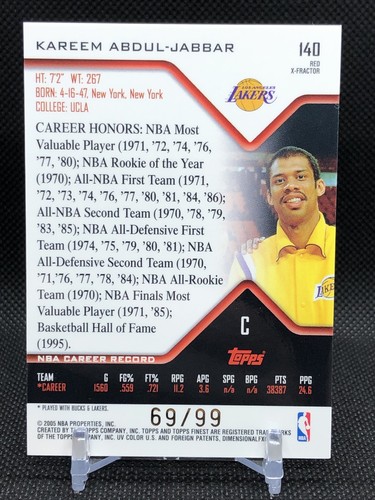 KAREEM ABDUL-JABBAR
140
RED
X-FRACTOR
HT: 7'2" WT: 267
BORN: 4-16-47, New York, New York
COLLEGE: UCLA
LOS ANGELES
LAKERS
CAREER HONORS: NBA Most
Valuable Player (1971, '72, '74, '76,
'77, '80); NBA Rookie of the Year
(1970); All-NBA First Team (1971,
'72, '73, '74, '76, '77, '80, '81, '84, '86);
All-NBA Second Team (1970, '78, '79,
'83, '85); NBA All-Defensive First
Team (1974, '75, '79, '80, '81); NBA
All-Defensive Second Team (1970,
'71,'76, '77, '78, '84); NBA All-Rookie
Team (1970); NBA Finals Most
Valuable Player (1971, '85);
Basketball Hall of Fame
(1995).
C
Topps
NBA CAREER RECORD
TEAM G FG% FT% RPG APG SPG BPG PTS PPG
*CAREER 1560 .559 .721 11.2 3.6 n/a n/a 38387 24.6
* PLAYED WITH BUCKS & LAKERS.
69/99
© 2005 NBA PROPERTIES, INC.
NBA